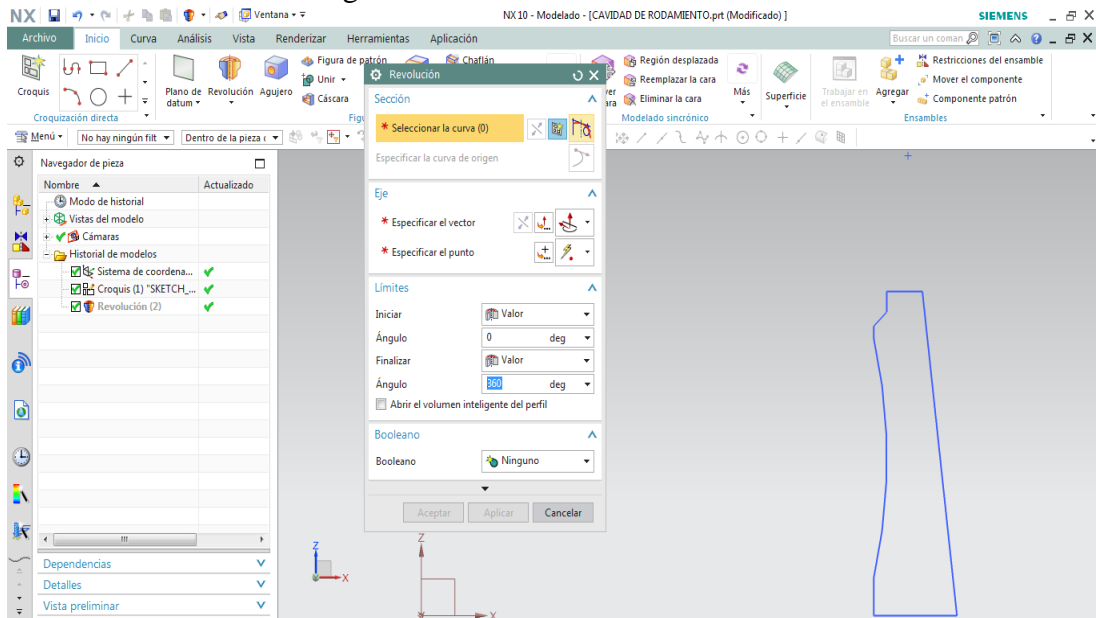 NX Ventana NX 10 - Modelado - [CAVIDAD DE RODAMIENTO.prt (Modificado) ] SIEMENS
Archivo Inicio Curva Análisis Vista Renderizar Herramientas Aplicación Buscar un coman
Croquis
Croquización directa
Plano de datum
Revolución
Agujero
Figura de patrón
Unir
Cáscara
Chaflán
Región desplazada
Reemplazar la cara
Eliminar la cara
Modelado sincrónico
Más
Superficie
Trabajar en el ensamble
Agregar
Restricciones del ensamble
Mover el componente
Componente patrón
Ensambles
Menú No hay ningún filt Dentro de la pieza
Navegador de pieza
Nombre Actualizado
Modo de historial
Vistas del modelo
Cámaras
Historial de modelos
Sistema de coordena...
Croquis (1) "SKETCH_...
Revolución (2)
Dependencias
Detalles
Vista preliminar
Revolución
Sección
* Seleccionar la curva (0)
Especificar la curva de origen
Eje
* Especificar el vector
* Especificar el punto
Límites
Iniciar Valor
Ángulo 0 deg
Finalizar Valor
Ángulo 360 deg
Abrir el volumen inteligente del perfil
Booleano
Booleano Ninguno
Aceptar Aplicar Cancelar
Z
X
Z
X